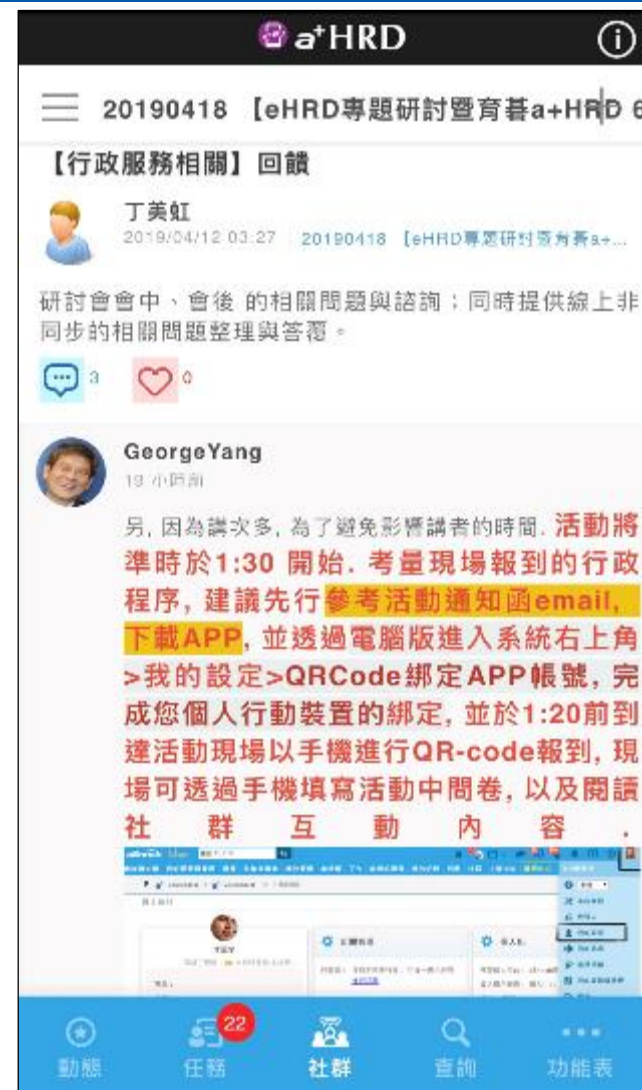 a+HRD
20190418 【eHRD專題研討暨育碁a+HRD 6
【行政服務相關】回饋
丁美虹
2019/04/12 03:27 20190418 【eHRD專題研討暨育碁a+...
研討會會中、會後 的相關問題與諮詢；同時提供線上非
同步的相關問題整理與答覆。
3 0
GeorgeYang
19 小時前
另, 因為講次多, 為了避免影響講者的時間. 活動將
準時於1:30 開始. 考量現場報到的行政
程序, 建議先行參考活動通知函email,
下載APP, 並透過電腦版進入系統右上角
>我的設定>QRCode綁定APP帳號, 完
成您個人行動裝置的綁定, 並於1:20前到
達活動現場以手機進行QR-code報到, 現
場可透過手機填寫活動中問卷, 以及閱讀
社群互動內容.
22
動態 任務 社群 查詢 功能表